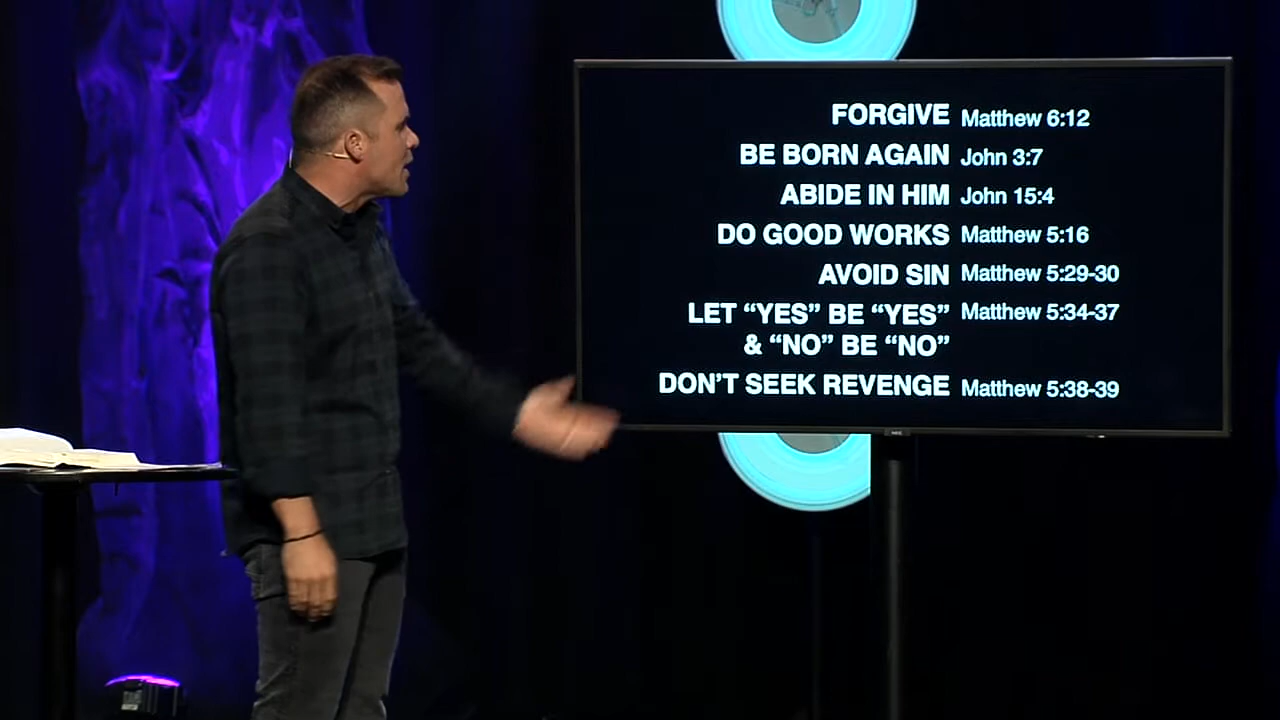 FORGIVE Matthew 6:12
BE BORN AGAIN John 3:7
ABIDE IN HIM John 15:4
DO GOOD WORKS Matthew 5:16
AVOID SIN Matthew 5:29-30
LET “YES” BE “YES” Matthew 5:34-37
& “NO” BE “NO”
DON’T SEEK REVENGE Matthew 5:38-39